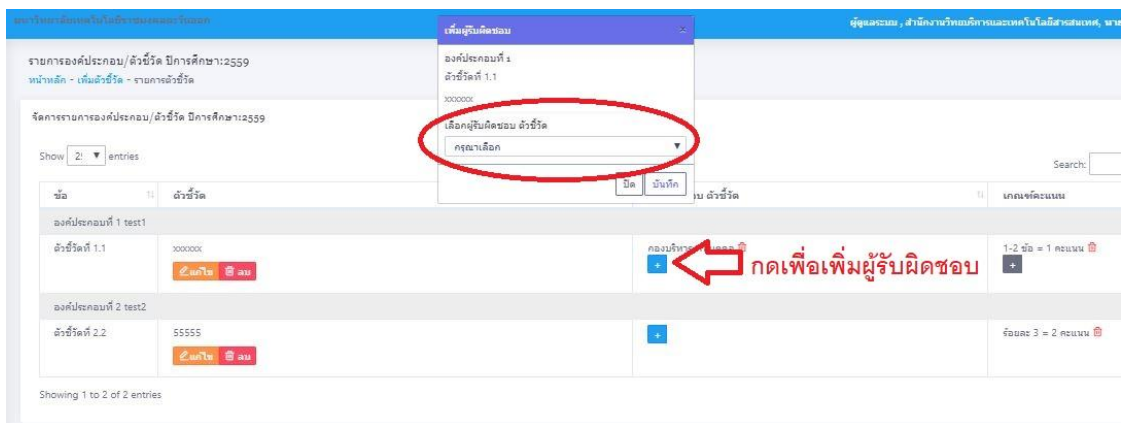 มหาวิทยาลัยเทคโนโลยีราชมงคลตะวันออก
ผู้ดูแลระบบ , สำนักงานวิทยบริการและเทคโนโลยีสารสนเทศ,
เพิ่มผู้รับผิดชอบ ×
องค์ประกอบที่ 1
ตัวชี้วัดที่ 1.1
xxxxxx
เลือกผู้รับผิดชอบ ตัวชี้วัด
กรุณาเลือก
ปิด บันทึก
รายการองค์ประกอบ/ตัวชี้วัด ปีการศึกษา:2559
หน้าหลัก - เพิ่มตัวชี้วัด - รายการตัวชี้วัด
จัดการรายการองค์ประกอบ/ตัวชี้วัด ปีการศึกษา:2559
Show 2 entries
Search:
ข้อ ตัวชี้วัด ตัวชี้วัด เกณฑ์คะแนน
องค์ประกอบที่ 1 test1
ตัวชี้วัดที่ 1.1 xxxxxx 1-2 ข้อ = 1 คะแนน
แก้ไข ลบ + กดเพื่อเพิ่มผู้รับผิดชอบ +
องค์ประกอบที่ 2 test2
ตัวชี้วัดที่ 2.2 55555 + ร้อยละ 3 = 2 คะแนน
แก้ไข ลบ
Showing 1 to 2 of 2 entries